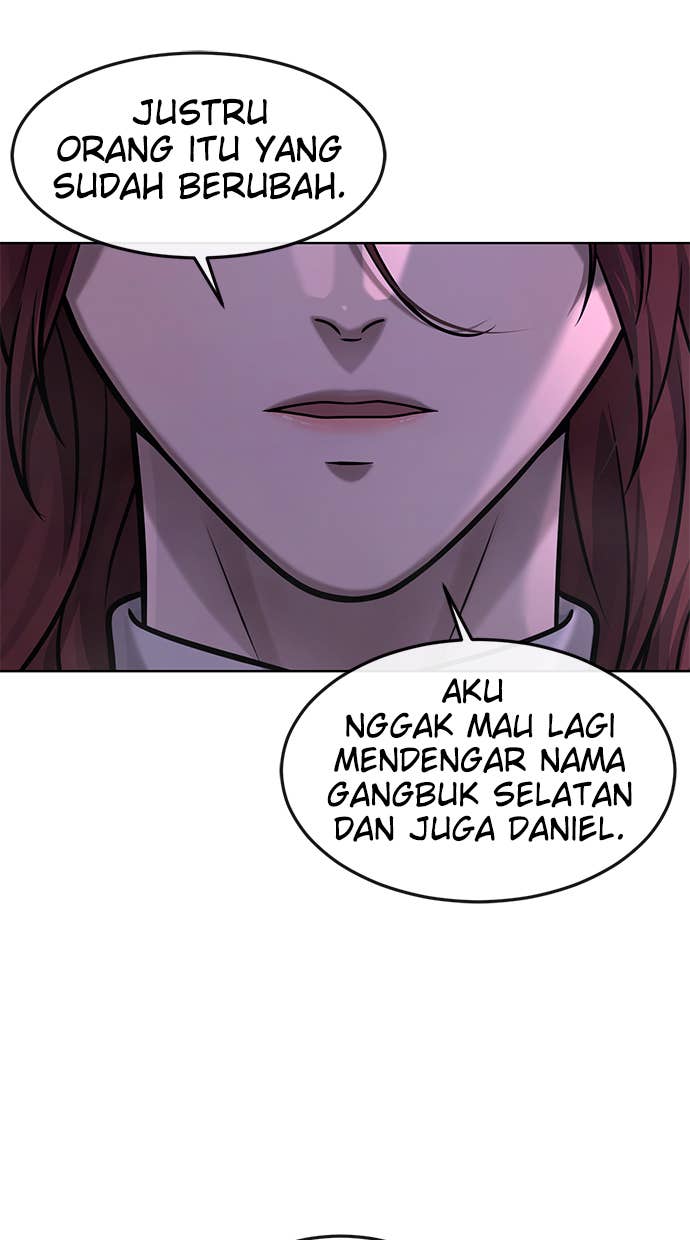 JUSTRU
ORANG ITU YANG
SUDAH BERUBAH.
AKU
NGGAK MAU LAGI
MENDENGAR NAMA
GANGBUK SELATAN
DAN JUGA DANIEL.